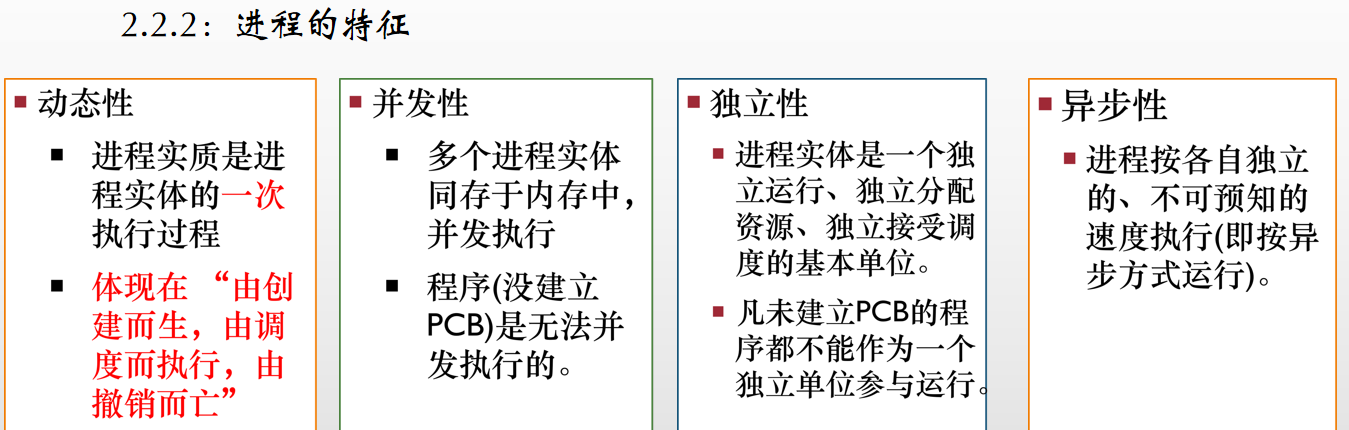 2.2.2：进程的特征
动态性
进程实质是进
程实体的一次
执行过程
体现在 “由创
建而生，由调
度而执行，由
撤销而亡”
并发性
多个进程实体
同存于内存中，
并发执行
程序(没建立
PCB)是无法并
发执行的。
独立性
进程实体是一个独
立运行、独立分配
资源、独立接受调
度的基本单位。
凡未建立PCB的程
序都不能作为一个
独立单位参与运行。
异步性
进程按各自独立
的、不可预知的
速度执行(即按异
步方式运行)。